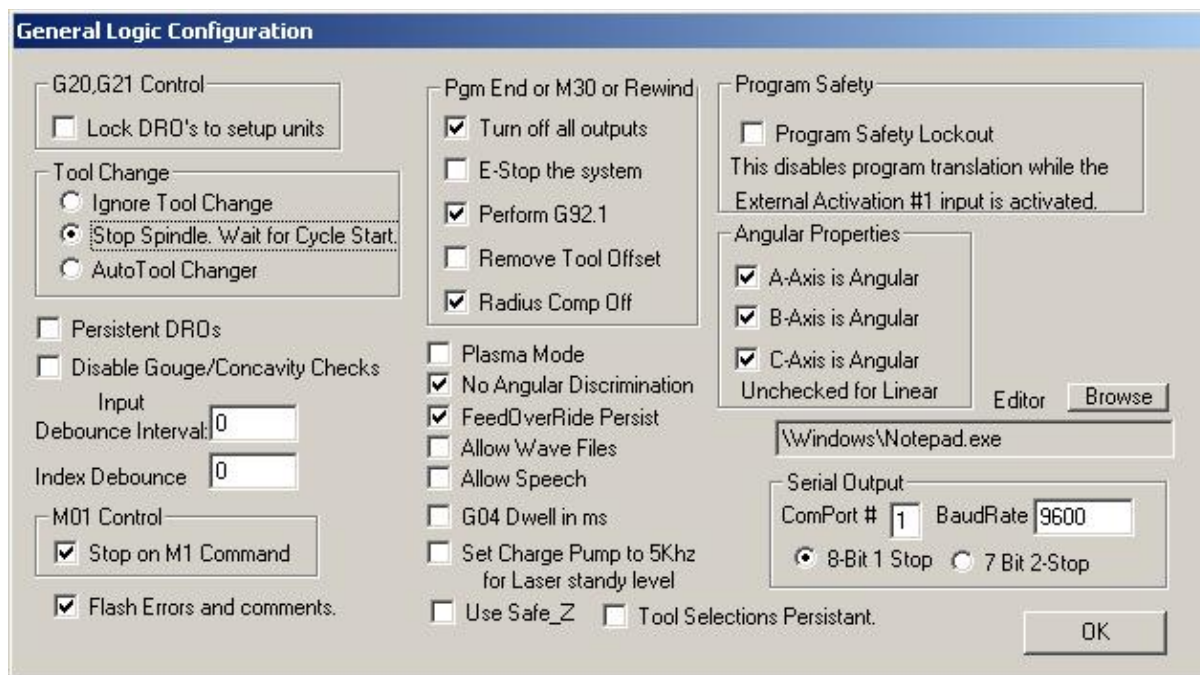 General Logic Configuration
G20,G21 Control
Lock DRO's to setup units
Tool Change
Ignore Tool Change
Stop Spindle. Wait for Cycle Start.
AutoTool Changer
Persistent DROs
Disable Gouge/Concavity Checks
Input
Debounce Interval:
0
Index Debounce
0
M01 Control
Stop on M1 Command
Flash Errors and comments.
Pgm End or M30 or Rewind
Turn off all outputs
E-Stop the system
Perform G92.1
Remove Tool Offset
Radius Comp Off
Plasma Mode
No Angular Discrimination
FeedOverRide Persist
Allow Wave Files
Allow Speech
G04 Dwell in ms
Set Charge Pump to 5Khz
for Laser standy level
Use Safe_Z
Tool Selections Persistant.
Program Safety
Program Safety Lockout
This disables program translation while the
External Activation #1 input is activated.
Angular Properties
A-Axis is Angular
B-Axis is Angular
C-Axis is Angular
Unchecked for Linear
Editor
Browse
\Windows\Notepad.exe
Serial Output
ComPort # 1 BaudRate 9600
8-Bit 1 Stop 7 Bit 2-Stop
OK